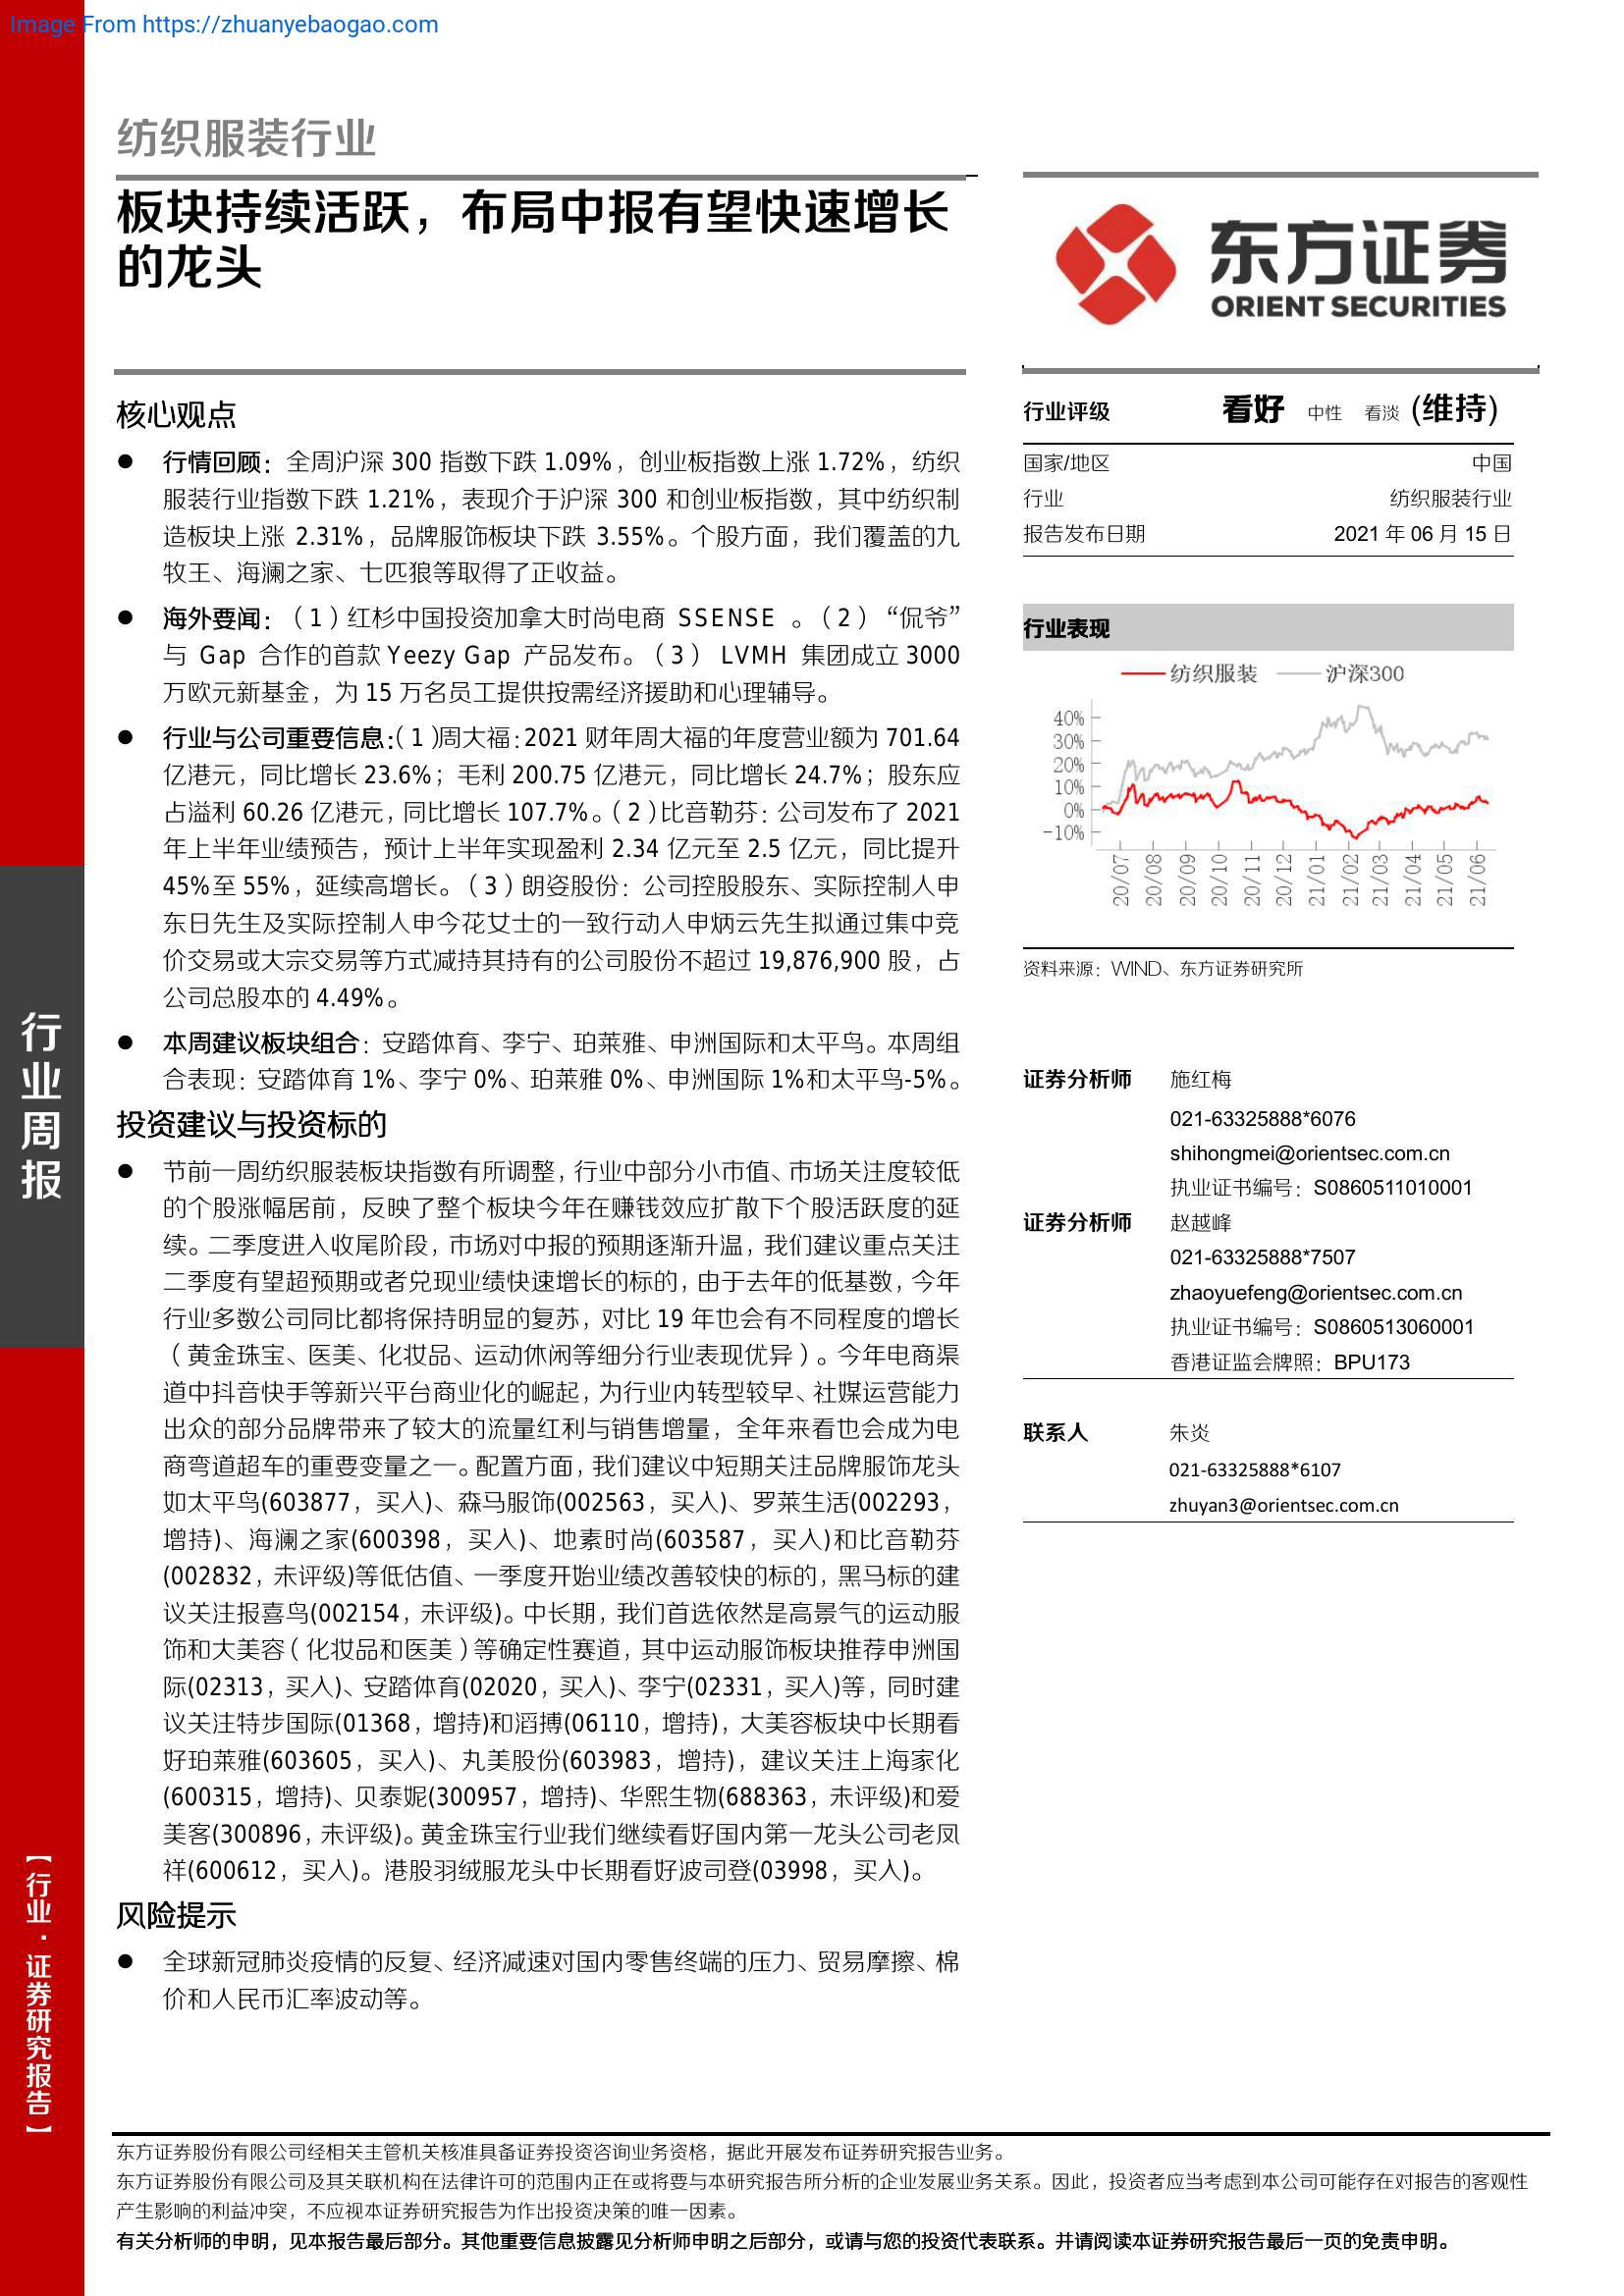 Image From https://zhuanyebaogao.com
纺织服装行业
板块持续活跃，布局中报有望快速增长
的龙头
东方证券
ORIENT SECURITIES
核心观点
● 行情回顾：全周沪深 300 指数下跌 1.09%，创业板指数上涨 1.72%，纺织
服装行业指数下跌 1.21%，表现介于沪深 300 和创业板指数，其中纺织制
造板块上涨 2.31%，品牌服饰板块下跌 3.55%。个股方面，我们覆盖的九
牧王、海澜之家、七匹狼等取得了正收益。
● 海外要闻：（1）红杉中国投资加拿大时尚电商 SSENSE 。（2） “侃爷”
与 Gap 合作的首款 Yeezy Gap 产品发布。（3） LVMH 集团成立 3000
万欧元新基金，为 15 万名员工提供按需经济援助和心理辅导。
● 行业与公司重要信息：（1）周大福：2021 财年周大福的年度营业额为 701.64
亿港元，同比增长 23.6%；毛利 200.75 亿港元，同比增长 24.7%；股东应
占溢利 60.26 亿港元，同比增长 107.7%。（2）比音勒芬：公司发布了 2021
年上半年业绩预告，预计上半年实现盈利 2.34 亿元至 2.5 亿元，同比提升
45%至 55%，延续高增长。（3）朗姿股份：公司控股股东、实际控制人申
东日先生及实际控制人申今花女士的一致行动人申炳云先生拟通过集中竞
价交易或大宗交易等方式减持其持有的公司股份不超过 19,876,900 股，占
公司总股本的 4.49%。
● 本周建议板块组合：安踏体育、李宁、珀莱雅、申洲国际和太平鸟。本周组
合表现：安踏体育 1%、李宁 0%、珀莱雅 0%、申洲国际 1%和太平鸟-5%。
投资建议与投资标的
● 节前一周纺织服装板块指数有所调整，行业中部分小市值、市场关注度较低
的个股涨幅居前，反映了整个板块今年在赚钱效应扩散下个股活跃度的延
续。二季度进入收尾阶段，市场对中报的预期逐渐升温，我们建议重点关注
二季度有望超预期或者兑现业绩快速增长的标的，由于去年的低基数，今年
行业多数公司同比都将保持明显的复苏，对比 19 年也会有不同程度的增长
（黄金珠宝、医美、化妆品、运动休闲等细分行业表现优异）。今年电商渠
道中抖音快手等新兴平台商业化的崛起，为行业内转型较早、社媒运营能力
出众的部分品牌带来了较大的流量红利与销售增量，全年来看也会成为电
商弯道超车的重要变量之一。配置方面，我们建议中短期关注品牌服饰龙头
如太平鸟(603877，买入)、森马服饰(002563，买入)、罗莱生活(002293，
增持)、海澜之家(600398，买入)、地素时尚(603587，买入)和比音勒芬
(002832，未评级)等低估值、一季度开始业绩改善较快的标的，黑马标的建
议关注报喜鸟(002154，未评级)。中长期，我们首选依然是高景气的运动服
饰和大美容（化妆品和医美）等确定性赛道，其中运动服饰板块推荐申洲国
际(02313，买入)、安踏体育(02020，买入)、李宁(02331，买入)等，同时建
议关注特步国际(01368，增持)和滔搏(06110，增持)，大美容板块中长期看
好珀莱雅(603605，买入)、丸美股份(603983，增持)，建议关注上海家化
(600315，增持)、贝泰妮(300957，增持)、华熙生物(688363，未评级)和爱
美客(300896，未评级)。黄金珠宝行业我们继续看好国内第一龙头公司老凤
祥(600612，买入)。港股羽绒服龙头中长期看好波司登(03998，买入)。
风险提示
● 全球新冠肺炎疫情的反复、经济减速对国内零售终端的压力、贸易摩擦、棉
价和人民币汇率波动等。
行业评级 看好 中性 看淡 (维持)
国家/地区 中国
行业 纺织服装行业
报告发布日期 2021 年 06 月 15 日
行业表现
纺织服装 沪深300
40%
30%
20%
10%
0%
-10%
20/07 20/08 20/09 20/10 20/11 20/12 21/01 21/02 21/03 21/04 21/05 21/06
资料来源：WIND、东方证券研究所
证券分析师 施红梅
021-63325888*6076
shihongmei@orientsec.com.cn
执业证书编号：S0860511010001
证券分析师 赵越峰
021-63325888*7507
zhaoyuefeng@orientsec.com.cn
执业证书编号：S0860513060001
香港证监会牌照：BPU173
联系人 朱炎
021-63325888*6107
zhuyan3@orientsec.com.cn
行业周报
【行业·证券研究报告】
东方证券股份有限公司经相关主管机关核准具备证券投资咨询业务资格，据此开展发布证券研究报告业务。
东方证券股份有限公司及其关联机构在法律许可的范围内正在或将要与本研究报告所分析的企业发展业务关系。因此，投资者应当考虑到本公司可能存在对报告的客观性
产生影响的利益冲突，不应视本证券研究报告为作出投资决策的唯一因素。
有关分析师的申明，见本报告最后部分。其他重要信息披露见分析师申明之后部分，或请与您的投资代表联系。并请阅读本证券研究报告最后一页的免责申明。